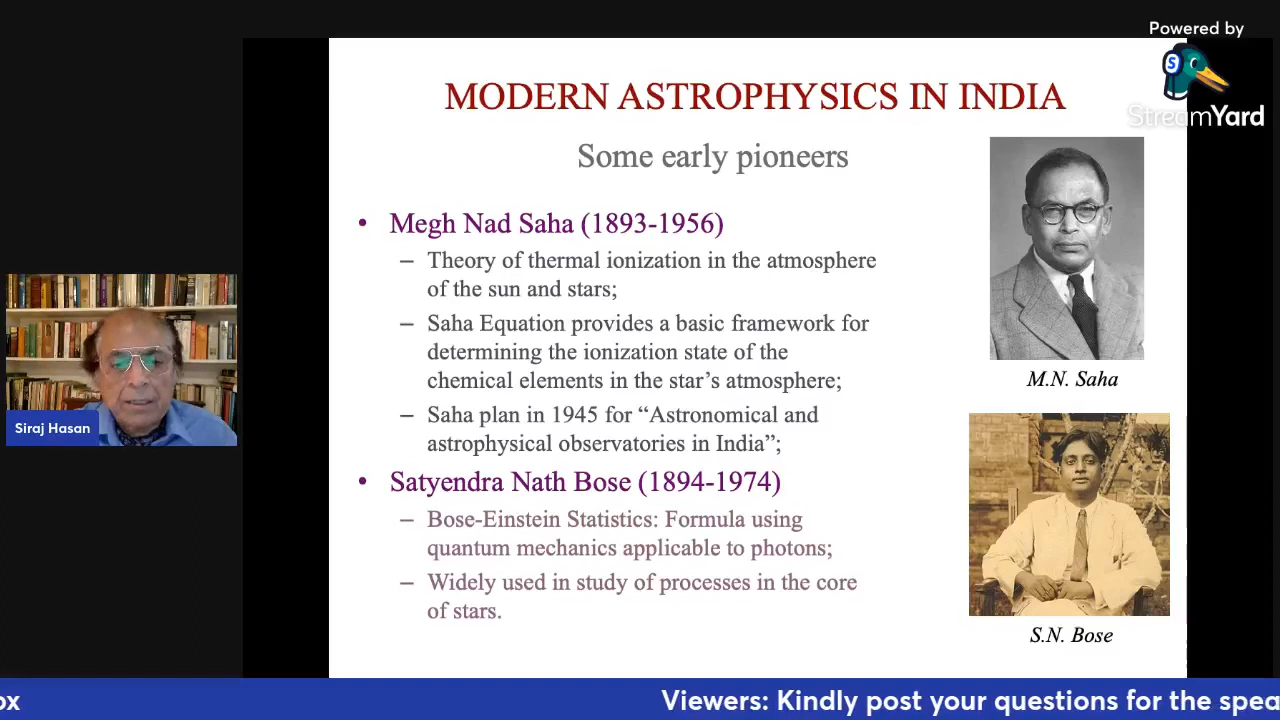 Powered by
StreamYard
MODERN ASTROPHYSICS IN INDIA
Some early pioneers
• Megh Nad Saha (1893-1956)
– Theory of thermal ionization in the atmosphere
of the sun and stars;
– Saha Equation provides a basic framework for
determining the ionization state of the
chemical elements in the star’s atmosphere;
– Saha plan in 1945 for “Astronomical and
astrophysical observatories in India”;
• Satyendra Nath Bose (1894-1974)
– Bose-Einstein Statistics: Formula using
quantum mechanics applicable to photons;
– Widely used in study of processes in the core
of stars.
M.N. Saha
S.N. Bose
Siraj Hasan
ox
Viewers: Kindly post your questions for the spea